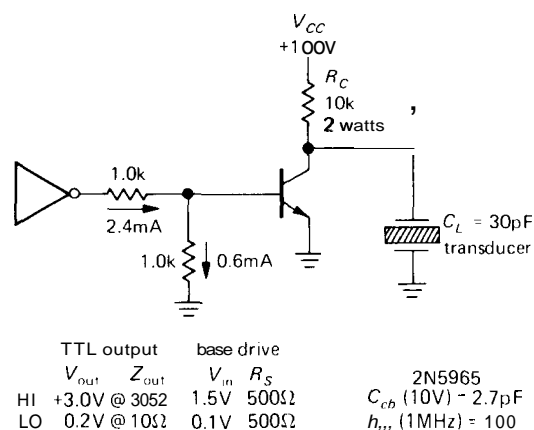 V_CC
+100V
R_C
10k
2 watts
,
1.0k
2.4mA
1.0k
0.6mA
C_L = 30pF
transducer
TTL output base drive
V_out Z_out V_in R_S 2N5965
HI +3.0V @ 3052 1.5V 500Ω C_cb (10V) - 2.7pF
LO 0.2V @ 10Ω 0.1V 500Ω (1MHz) = 100